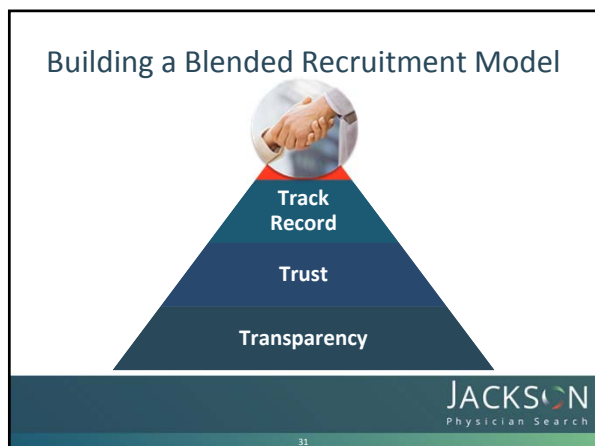 Building a Blended Recruitment Model
Track
Record
Trust
Transparency
JACKSON
Physician Search
31